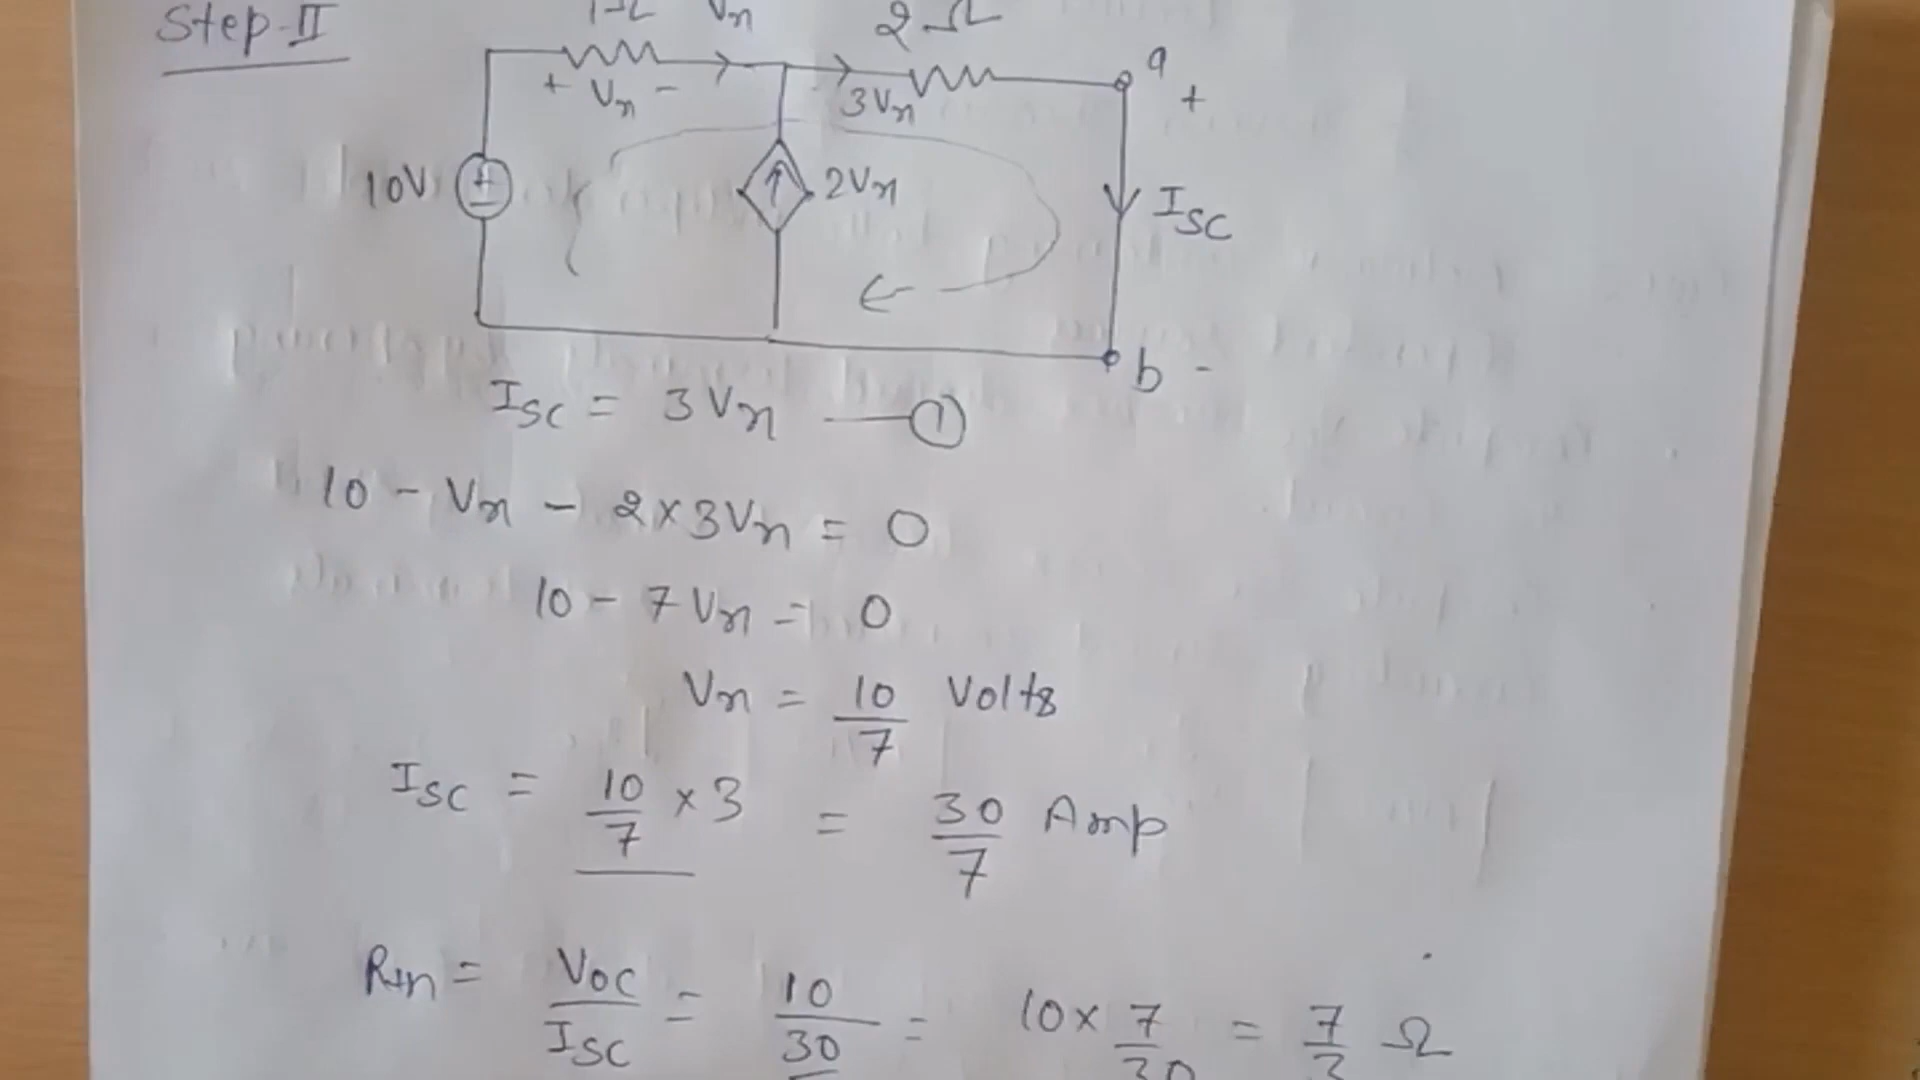 Step-II
1Ω Vx 2Ω
+ Vx - 3Vx a +
10V + - 2Vx Isc
b -
Isc = 3Vx — ①
10 - Vx - 2×3Vx = 0
10 - 7Vx = 0
Vx = 10/7 Volts
Isc = 10/7 × 3 = 30/7 Amp
Rth = Voc/Isc = 10/30 = 10× 7/30 = 7/3 Ω